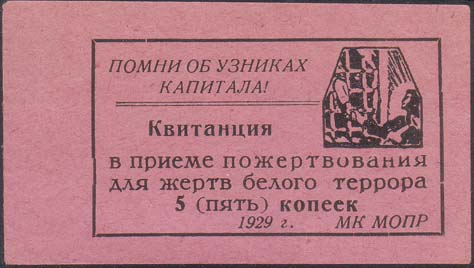 ПОМНИ ОБ УЗНИКАХ
КАПИТАЛА!
Квитанция
в приеме пожертвования
для жертв белого террора
5 (пять) копеек
1929 г. МК МОПР